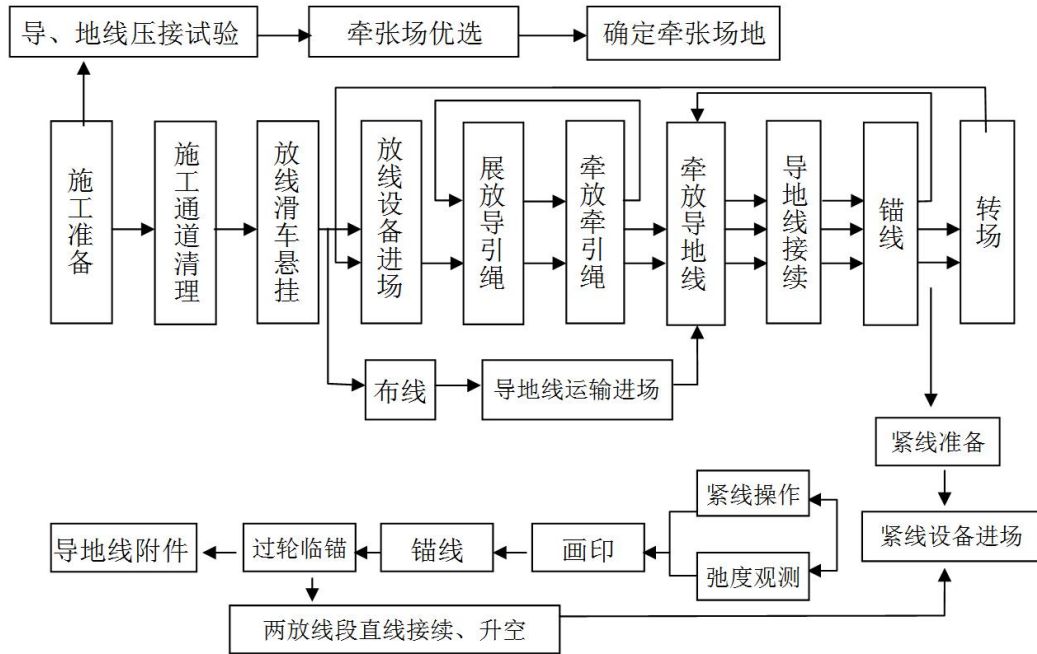 导、地线压接试验
牵张场优选
确定牵张场地
施工准备
施工通道清理
放线滑车悬挂
放线设备进场
展放导引绳
牵放牵引绳
牵放导地线
导地线接续
锚线
转场
布线
导地线运输进场
紧线准备
紧线操作
导地线附件
过轮临锚
锚线
画印
紧线设备进场
弛度观测
两放线段直线接续、升空